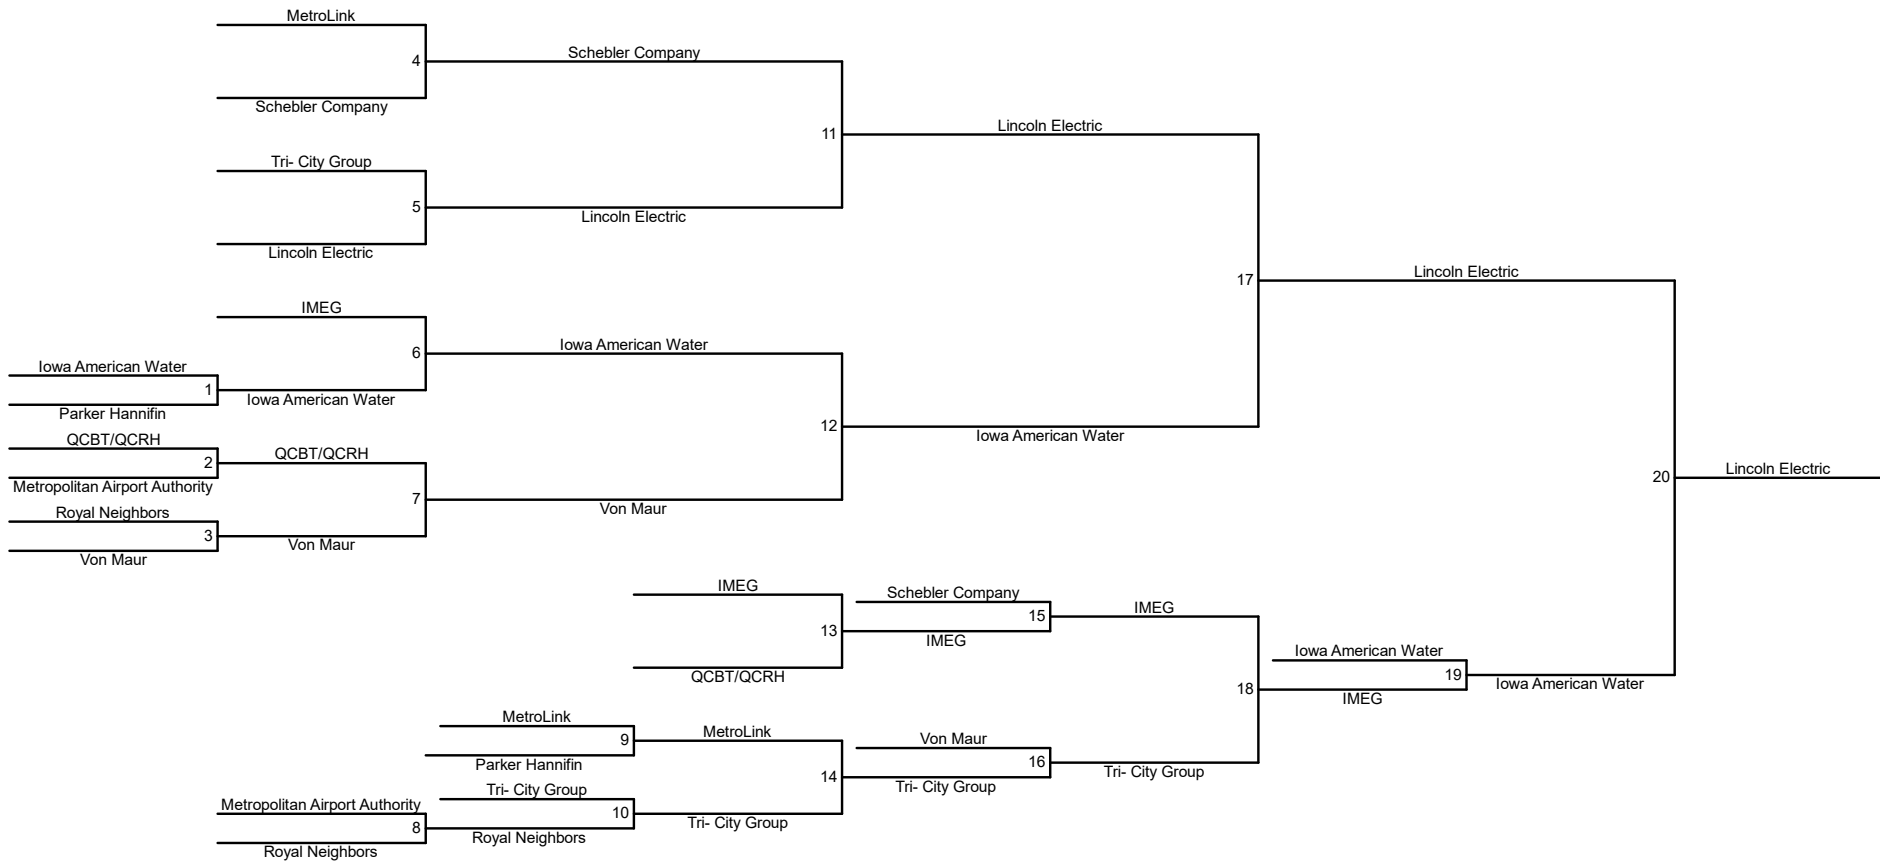 MetroLink
4
Schebler Company
Schebler Company
11
Lincoln Electric
Tri- City Group
5
Lincoln Electric
Lincoln Electric
17
Lincoln Electric
IMEG
6
Iowa American Water
Iowa American Water
1
Iowa American Water
Parker Hannifin
12
Iowa American Water
QCBT/QCRH
2
QCBT/QCRH
Metropolitan Airport Authority
7
Von Maur
Royal Neighbors
3
Von Maur
Von Maur
20
Lincoln Electric
IMEG
13
QCBT/QCRH
Schebler Company
15
IMEG
IMEG
18
Iowa American Water
19
IMEG
Iowa American Water
MetroLink
9
MetroLink
Parker Hannifin
14
Von Maur
16
Tri- City Group
Tri- City Group
Tri- City Group
10
Tri- City Group
Metropolitan Airport Authority
8
Royal Neighbors
Royal Neighbors